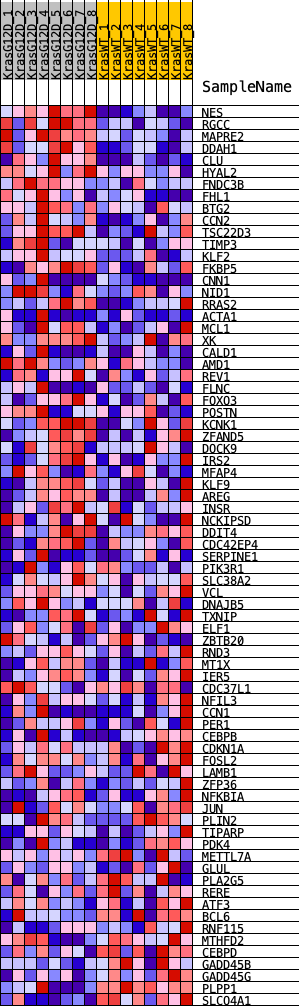 KrasG12D_1
KrasG12D_2
KrasG12D_3
KrasG12D_4
KrasG12D_5
KrasG12D_6
KrasG12D_7
KrasG12D_8
KrasWT_1
KrasWT_2
KrasWT_3
KrasWT_4
KrasWT_5
KrasWT_6
KrasWT_7
KrasWT_8
SampleName
NES
RGCC
MAPRE2
DDAH1
CLU
HYAL2
FNDC3B
FHL1
BTG2
CCN2
TSC22D3
TIMP3
KLF2
FKBP5
CNN1
NID1
RRAS2
ACTA1
MCL1
XK
CALD1
AMD1
REV1
FLNC
FOXO3
POSTN
KCNK1
ZFAND5
DOCK9
IRS2
MFAP4
KLF9
AREG
INSR
NCKIPSD
DDIT4
CDC42EP4
SERPINE1
PIK3R1
SLC38A2
VCL
DNAJB5
TXNIP
ELF1
ZBTB20
RND3
MT1X
IER5
CDC37L1
NFIL3
CCN1
PER1
CEBPB
CDKN1A
FOSL2
LAMB1
ZFP36
NFKBIA
JUN
PLIN2
TIPARP
PDK4
METTL7A
GLUL
PLA2G5
RERE
ATF3
BCL6
RNF115
MTHFD2
CEBPD
GADD45B
GADD45G
PLPP1
SLCO4A1